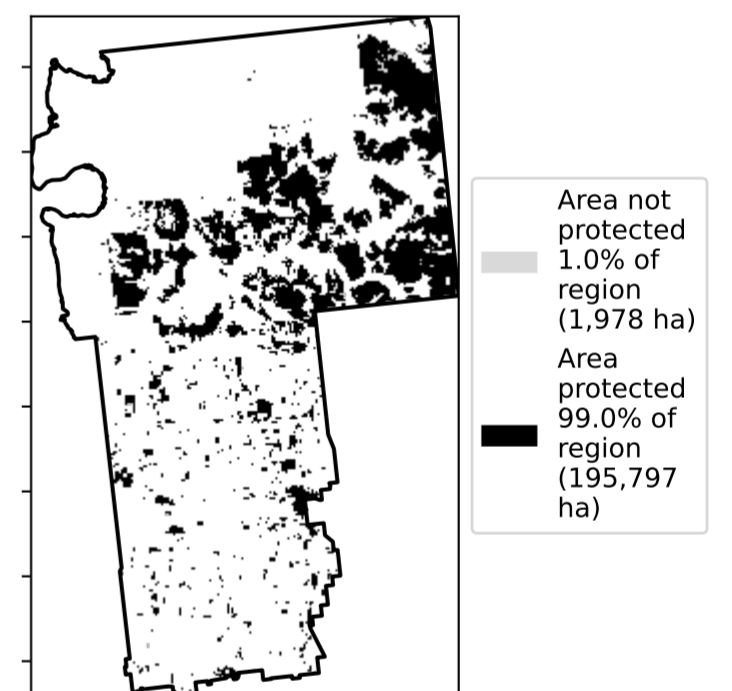 Area not
protected
1.0% of
region
(1,978 ha)
Area
protected
99.0% of
region
(195,797
ha)